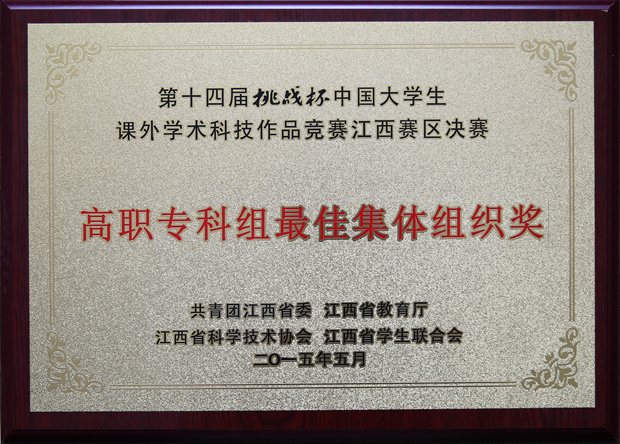 第十四届挑战杯中国大学生
课外学术科技作品竞赛江西赛区决赛
高职专科组最佳集体组织奖
共青团江西省委 江西省教育厅
江西省科学技术协会 江西省学生联合会
二O一五年五月